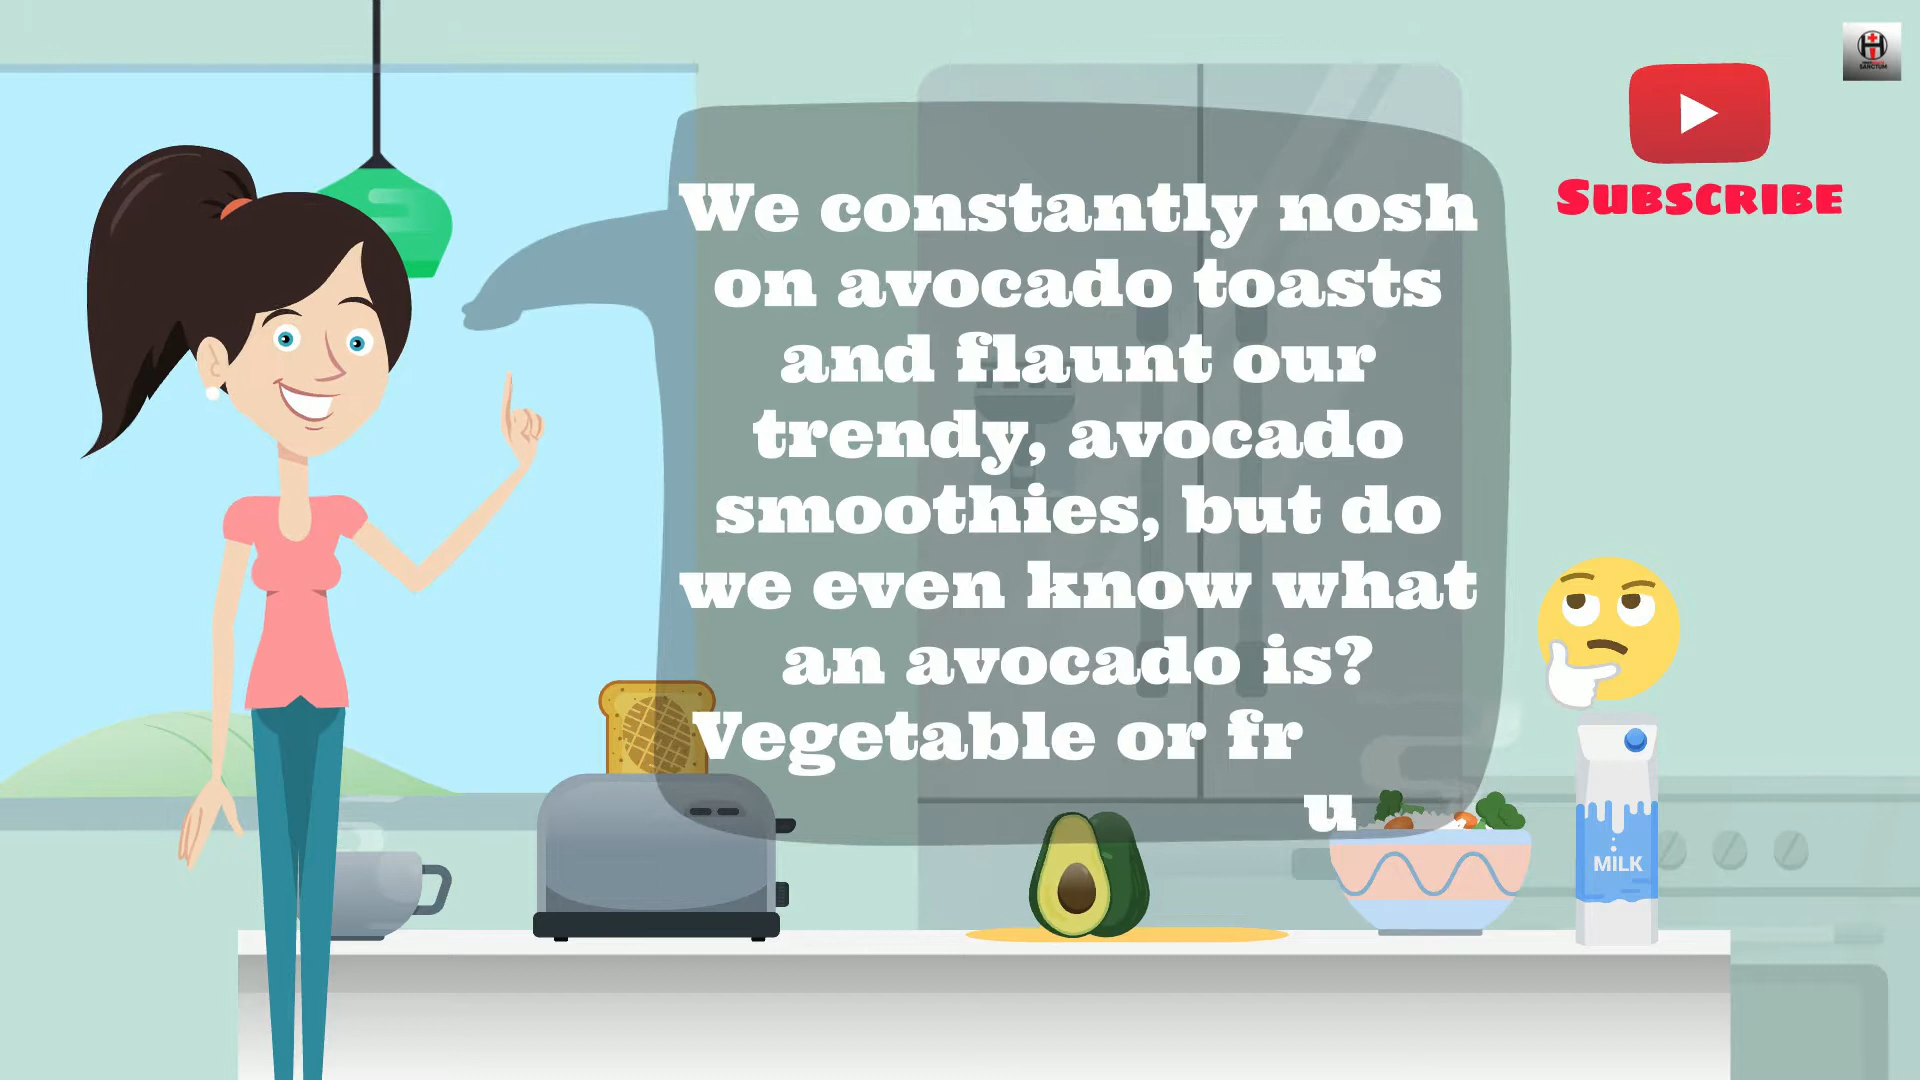 We constantly nosh
on avocado toasts
and flaunt our
trendy, avocado
smoothies, but do
we even know what
an avocado is?
Vegetable or fr
u
SUBSCRIBE
MILK
SANCTUM